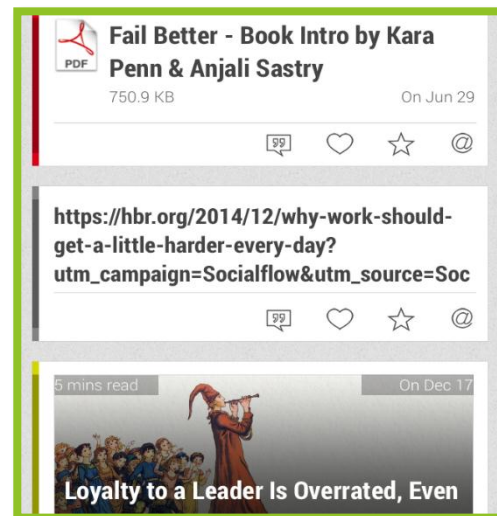 Fail Better - Book Intro by Kara
Penn & Anjali Sastry
PDF
750.9 KB On Jun 29
https://hbr.org/2014/12/why-work-should-
get-a-little-harder-every-day?
utm_campaign=Socialflow&utm_source=Soc
5 mins read On Dec 17
Loyalty to a Leader Is Overrated, Even